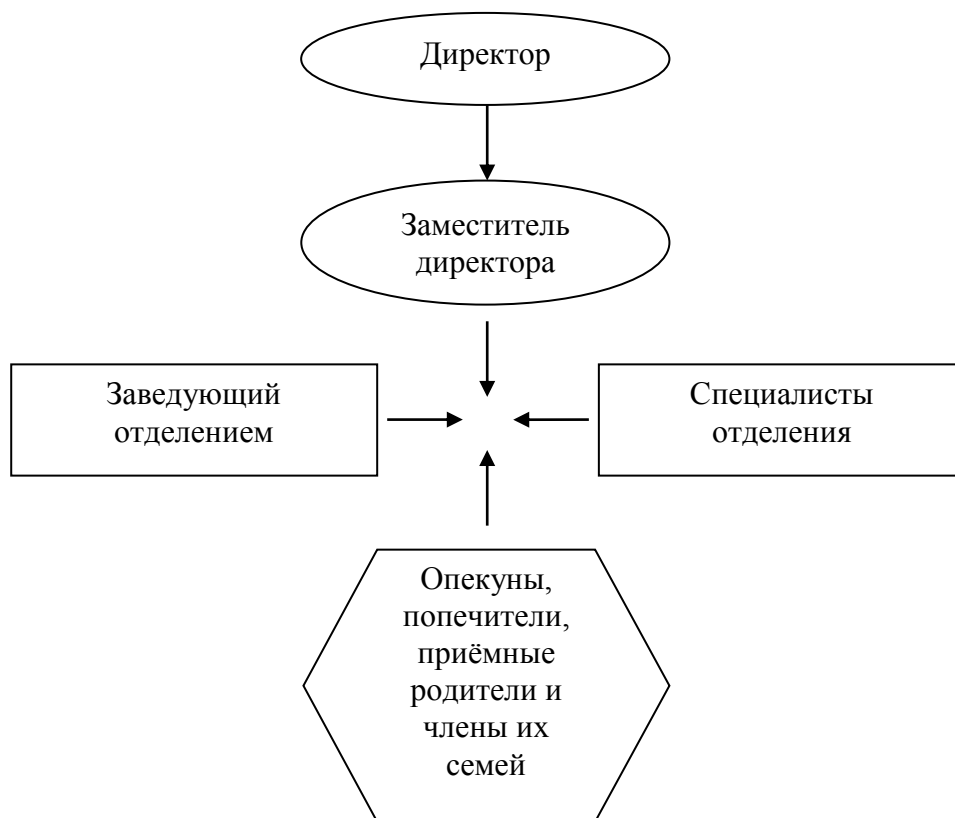 Директор
Заместитель
директора
Заведующий
отделением
Специалисты
отделения
Опекуны,
попечители,
приёмные
родители и
члены их
семей